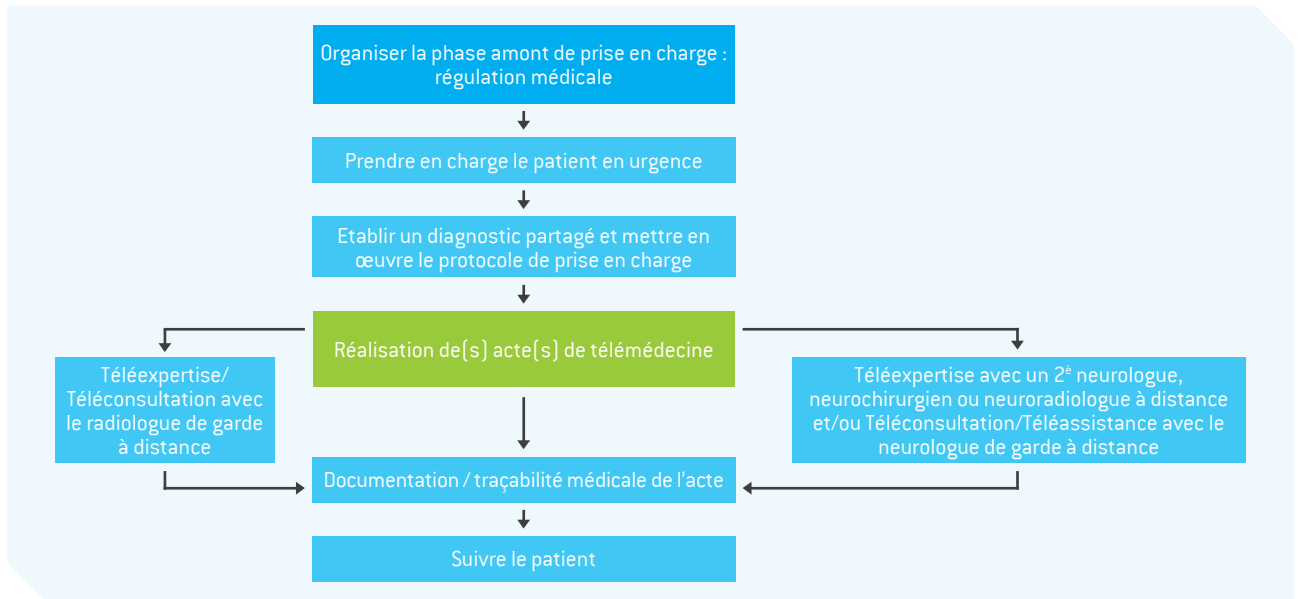 Organiser la phase amont de prise en charge :
régulation médicale
Prendre en charge le patient en urgence
Etablir un diagnostic partagé et mettre en
œuvre le protocole de prise en charge
Réalisation de(s) acte(s) de télémédecine
Téléexpertise/
Téléconsultation avec
le radiologue de garde
à distance
Téléexpertise avec un 2è neurologue,
neurochirurgien ou neuroradiologue à distance
et/ou Téléconsultation/Téléassistance avec le
neurologue de garde à distance
Documentation / traçabilité médicale de l'acte
Suivre le patient